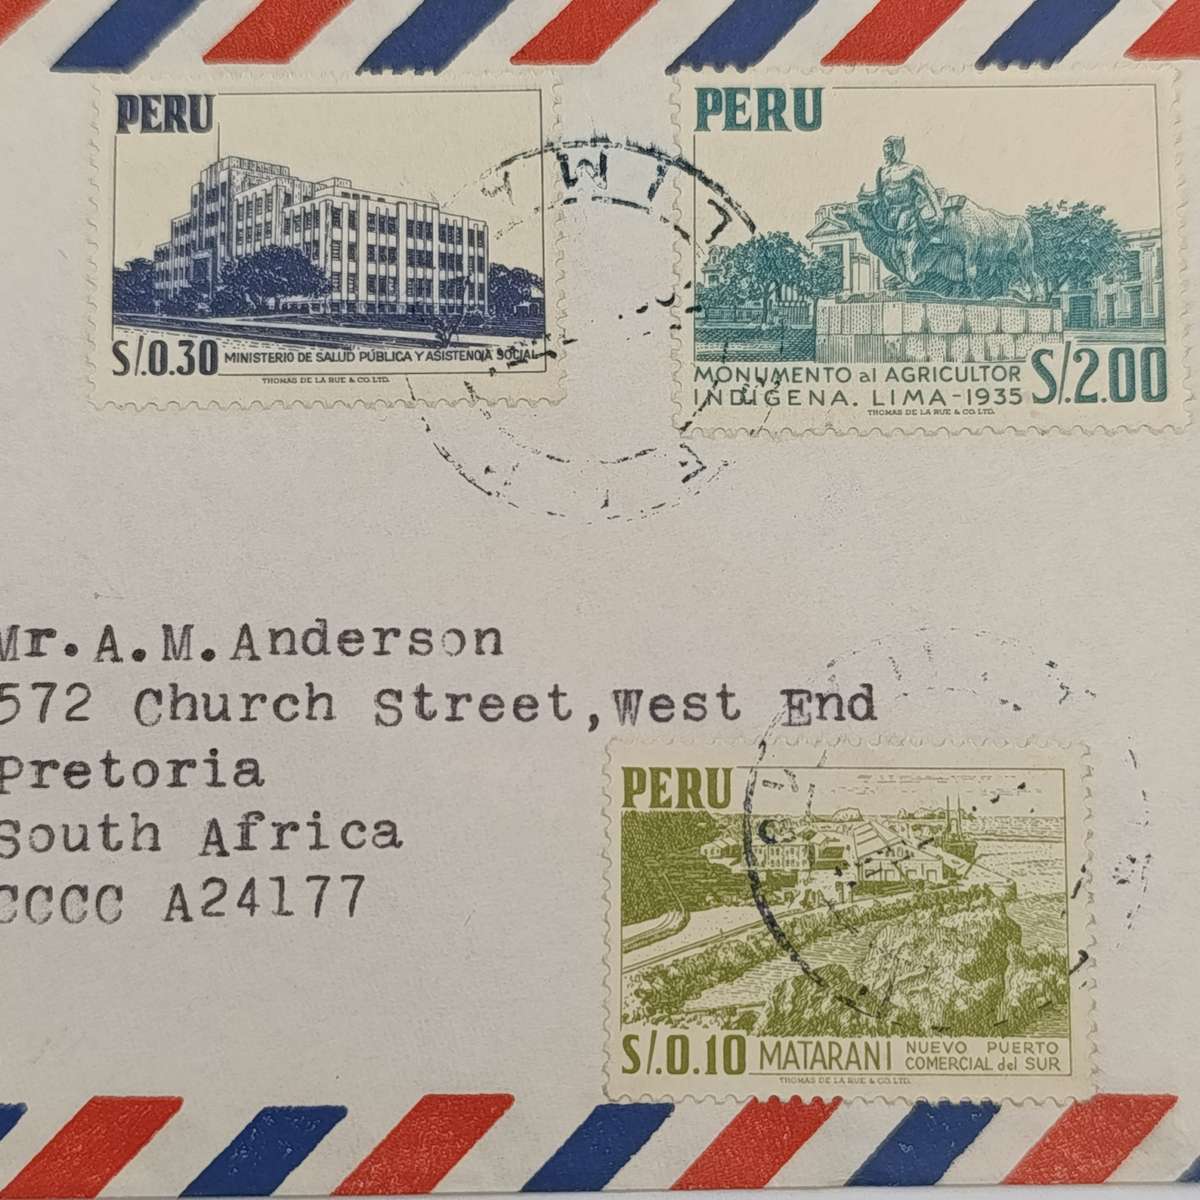 PERU
S/.0.30 MINISTERIO DE SALUD PÚBLICA Y ASISTENCIA SOCIAL
THOMAS DE LA RUE & CO. LTD.
LIMA
PERU
MONUMENTO al AGRICULTOR
INDIGENA. LIMA-1935 S/.2.00
THOMAS DE LA RUE & CO. LTD.
Mr.A.M.Anderson
572 Church Street,West End
Pretoria
South Africa
CCCC A24177
PERU
S/.0.10 MATARANI NUEVO PUERTO
COMERCIAL del SUR
THOMAS DE LA RUE & CO. LTD.